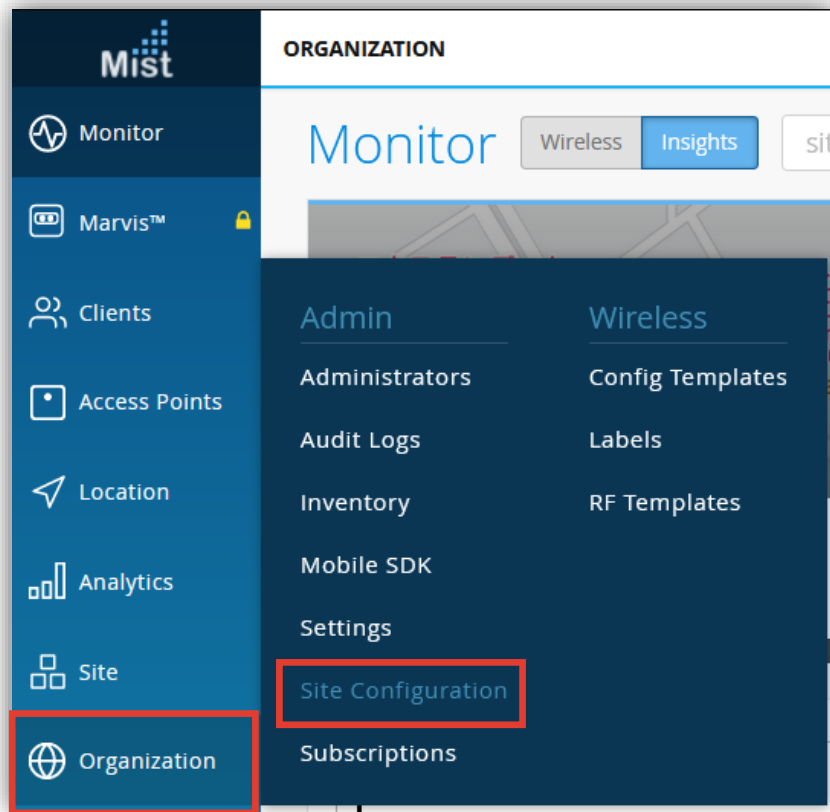 Mist
ORGANIZATION
Monitor
Monitor
Wireless
Insights
sit
Marvis™
Clients
Access Points
Location
Analytics
Site
Organization
Admin
Administrators
Audit Logs
Inventory
Mobile SDK
Settings
Site Configuration
Subscriptions
Wireless
Config Templates
Labels
RF Templates